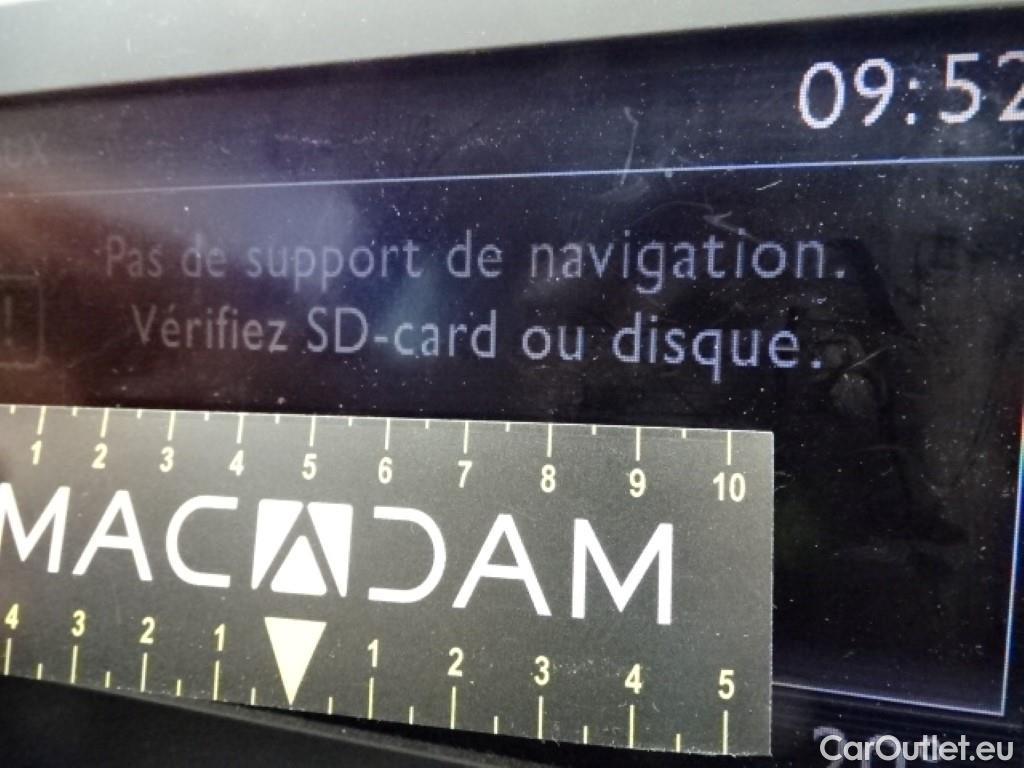 09:52
AUX
Pas de support de navigation.
! Vérifiez SD-card ou disque.
1 2 3 4 5 6 7 8 9 10
MACADAM
4 3 2 1 1 2 3 4 5
CarOutlet.eu